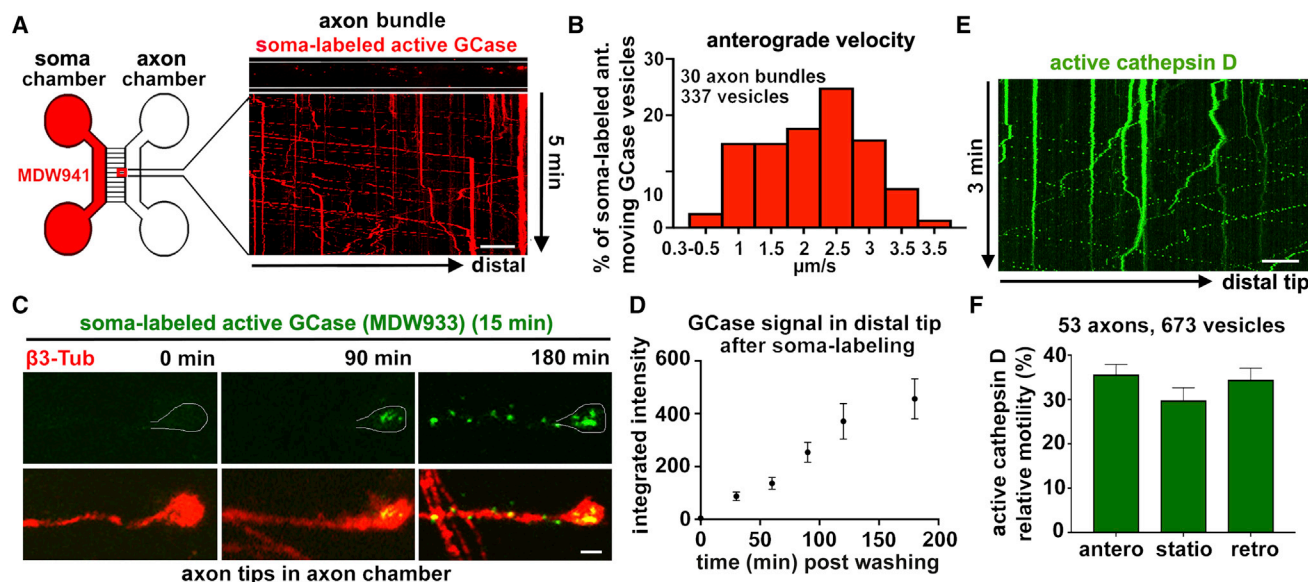 A
soma
chamber
axon
chamber
MDW941
axon bundle
soma-labeled active GCase
5 min
distal
B
anterograde velocity
30 axon bundles
337 vesicles
% of soma-labeled ant.
moving GCase vesicles
30
20
10
0
0.3-0.5 1 1.5 2 2.5 3 3.5 3.5
µm/s
C
soma-labeled active GCase (MDW933) (15 min)
β3-Tub 0 min 90 min 180 min
axon tips in axon chamber
D
GCase signal in distal tip
after soma-labeling
integrated intensity
600
400
200
0
0 50 100 150 200
time (min) post washing
E
active cathepsin D
3 min
distal tip
F
53 axons, 673 vesicles
active cathepsin D
relative motility (%)
40
30
20
10
0
antero statio retro